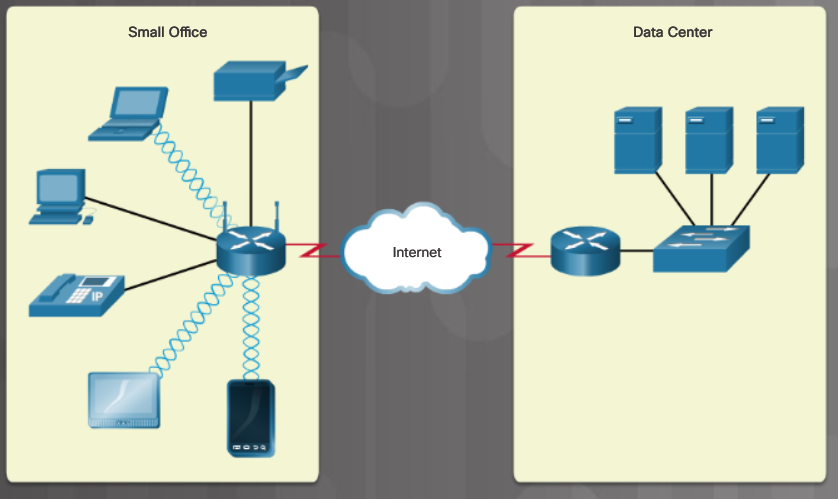 Small Office
Data Center
Internet
IP